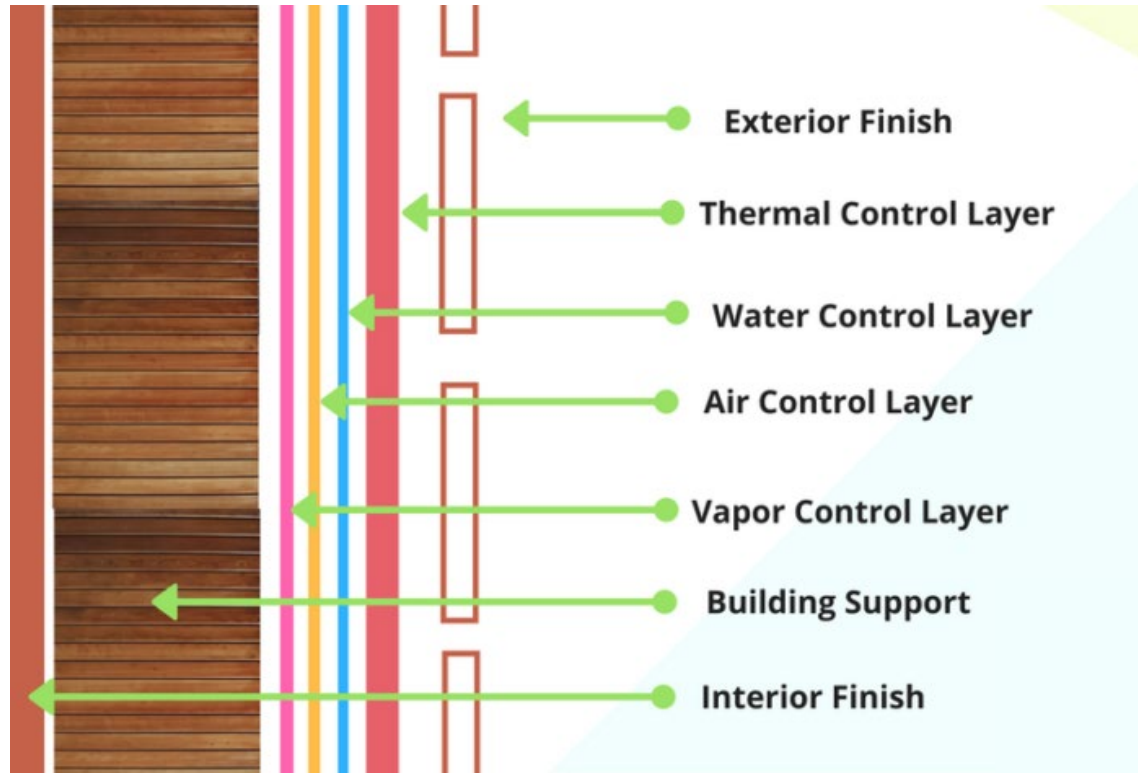 Exterior Finish
Thermal Control Layer
Water Control Layer
Air Control Layer
Vapor Control Layer
Building Support
Interior Finish